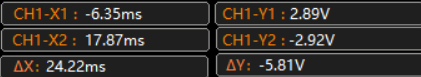 CH1-X1 : -6.35ms CH1-Y1 : 2.89V
CH1-X2 : 17.87ms CH1-Y2 : -2.92V
ΔX: 24.22ms ΔY: -5.81V